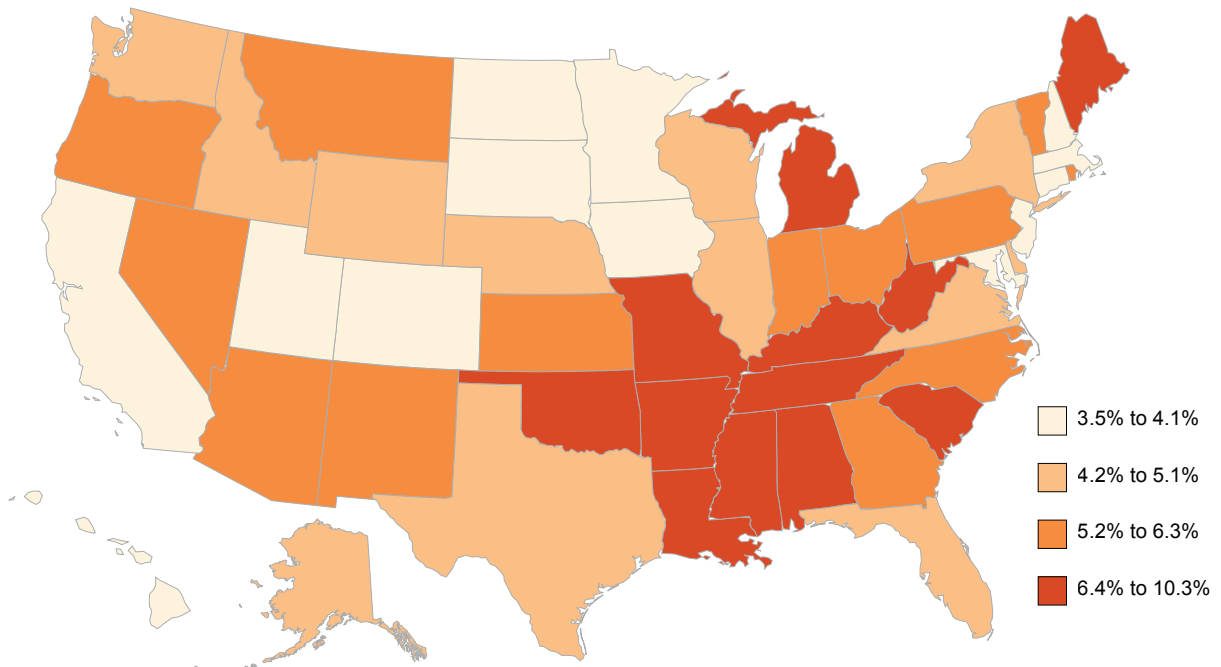 3.5% to 4.1%
4.2% to 5.1%
5.2% to 6.3%
6.4% to 10.3%